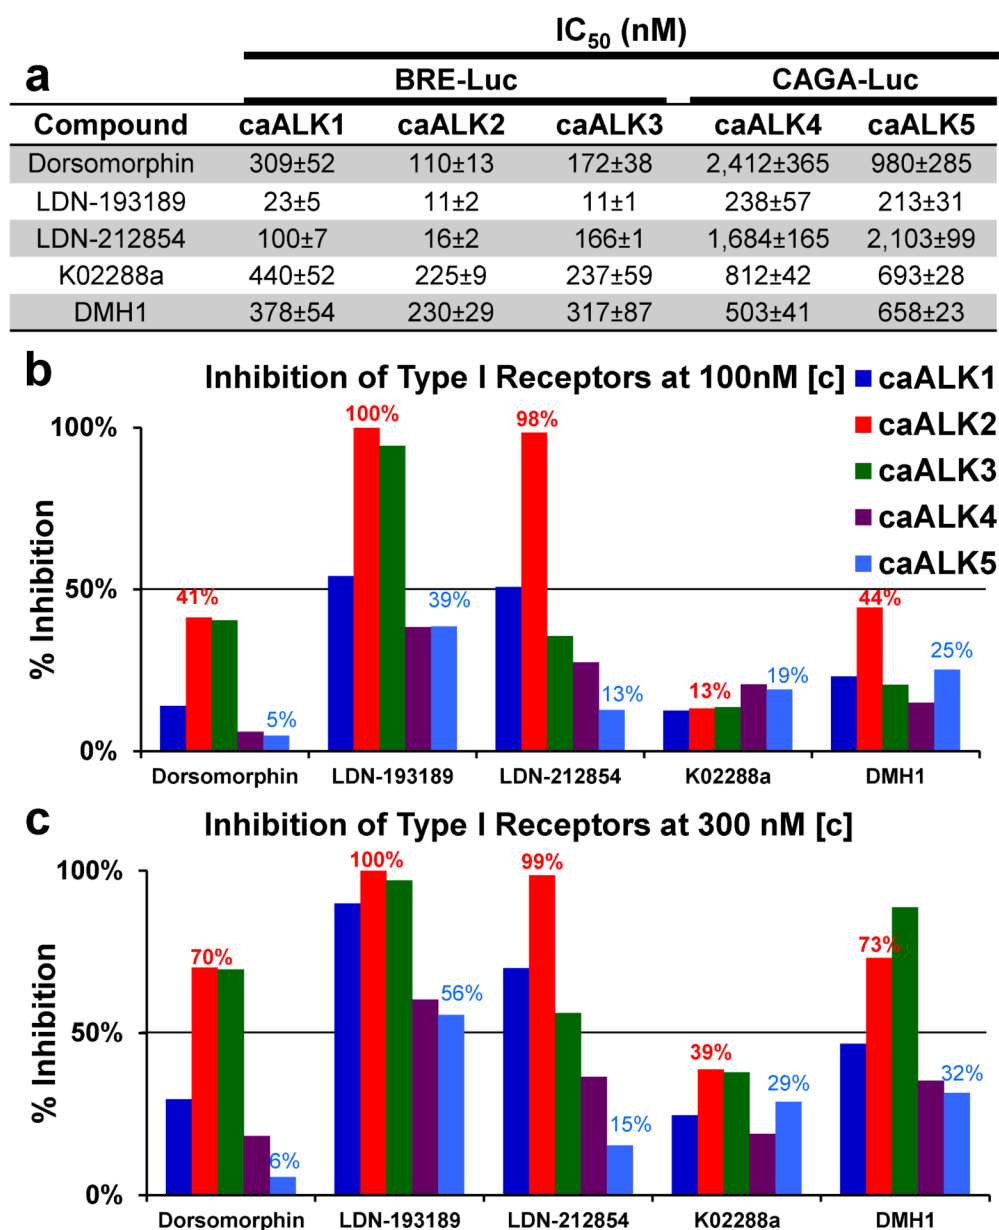 IC50 (nM)
a
BRE-Luc CAGA-Luc
Compound caALK1 caALK2 caALK3 caALK4 caALK5
Dorsomorphin 309±52 110±13 172±38 2,412±365 980±285
LDN-193189 23±5 11±2 11±1 238±57 213±31
LDN-212854 100±7 16±2 166±1 1,684±165 2,103±99
K02288a 440±52 225±9 237±59 812±42 693±28
DMH1 378±54 230±29 317±87 503±41 658±23
b
Inhibition of Type I Receptors at 100nM [c]
caALK1
caALK2
caALK3
caALK4
caALK5
% Inhibition
100%
50%
0%
41% 5% 100% 39% 98% 13% 13% 19% 44% 25%
Dorsomorphin LDN-193189 LDN-212854 K02288a DMH1
c
Inhibition of Type I Receptors at 300 nM [c]
% Inhibition
100%
50%
0%
70% 6% 100% 56% 99% 15% 39% 29% 73% 32%
Dorsomorphin LDN-193189 LDN-212854 K02288a DMH1